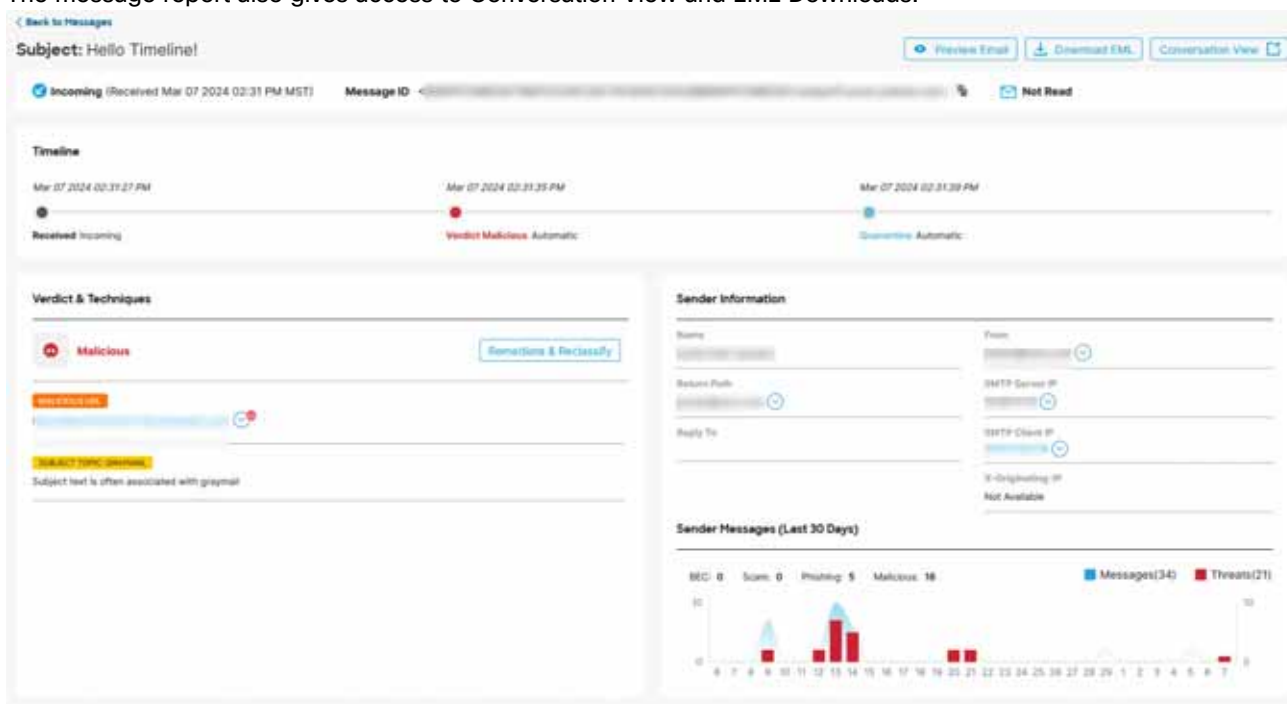 The message report also gives access to Conversation View and EML Downloads.
< Back to Messages
Subject: Hello Timeline!
Preview Email
Download EML
Conversation View
Incoming (Received Mar 07 2024 02:31 PM MST)
Message ID <
Not Read
Timeline
Mar 07 2024 02:31:27 PM
Mar 07 2024 02:31:35 PM
Mar 07 2024 02:31:39 PM
Received Incoming
Verdict Malicious Automatic
Quarantine Automatic
Verdict & Techniques
Malicious
Remediate & Reclassify
MALICIOUS URL
SUBJECT TOPIC GRAYMAIL
Subject text is often associated with graymail
Sender Information
Name
From
Return Path
SMTP Server IP
Reply To
SMTP Client IP
X-Originating IP
Not Available
Sender Messages (Last 30 Days)
BEC: 0 Scam: 0 Phishing: 5 Malicious: 16
Messages(34) Threats(21)
10 10
0 0
6 7 8 9 10 11 12 13 14 15 16 17 18 19 20 21 22 23 24 25 26 27 28 29 1 2 3 4 5 6 7